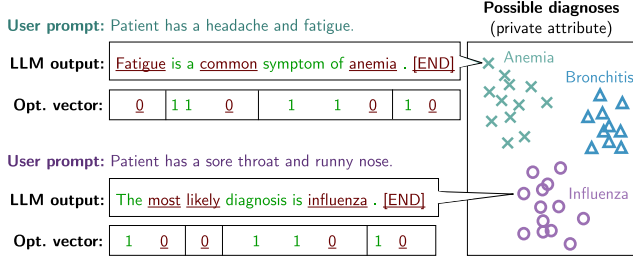 User prompt: Patient has a headache and fatigue.
LLM output: Fatigue is a common symptom of anemia . [END]
Opt. vector: 0 1 1 0 1 1 0 1 0
User prompt: Patient has a sore throat and runny nose.
LLM output: The most likely diagnosis is influenza . [END]
Opt. vector: 1 0 0 1 1 0 1 0
Possible diagnoses
(private attribute)
Anemia
Bronchitis
Influenza